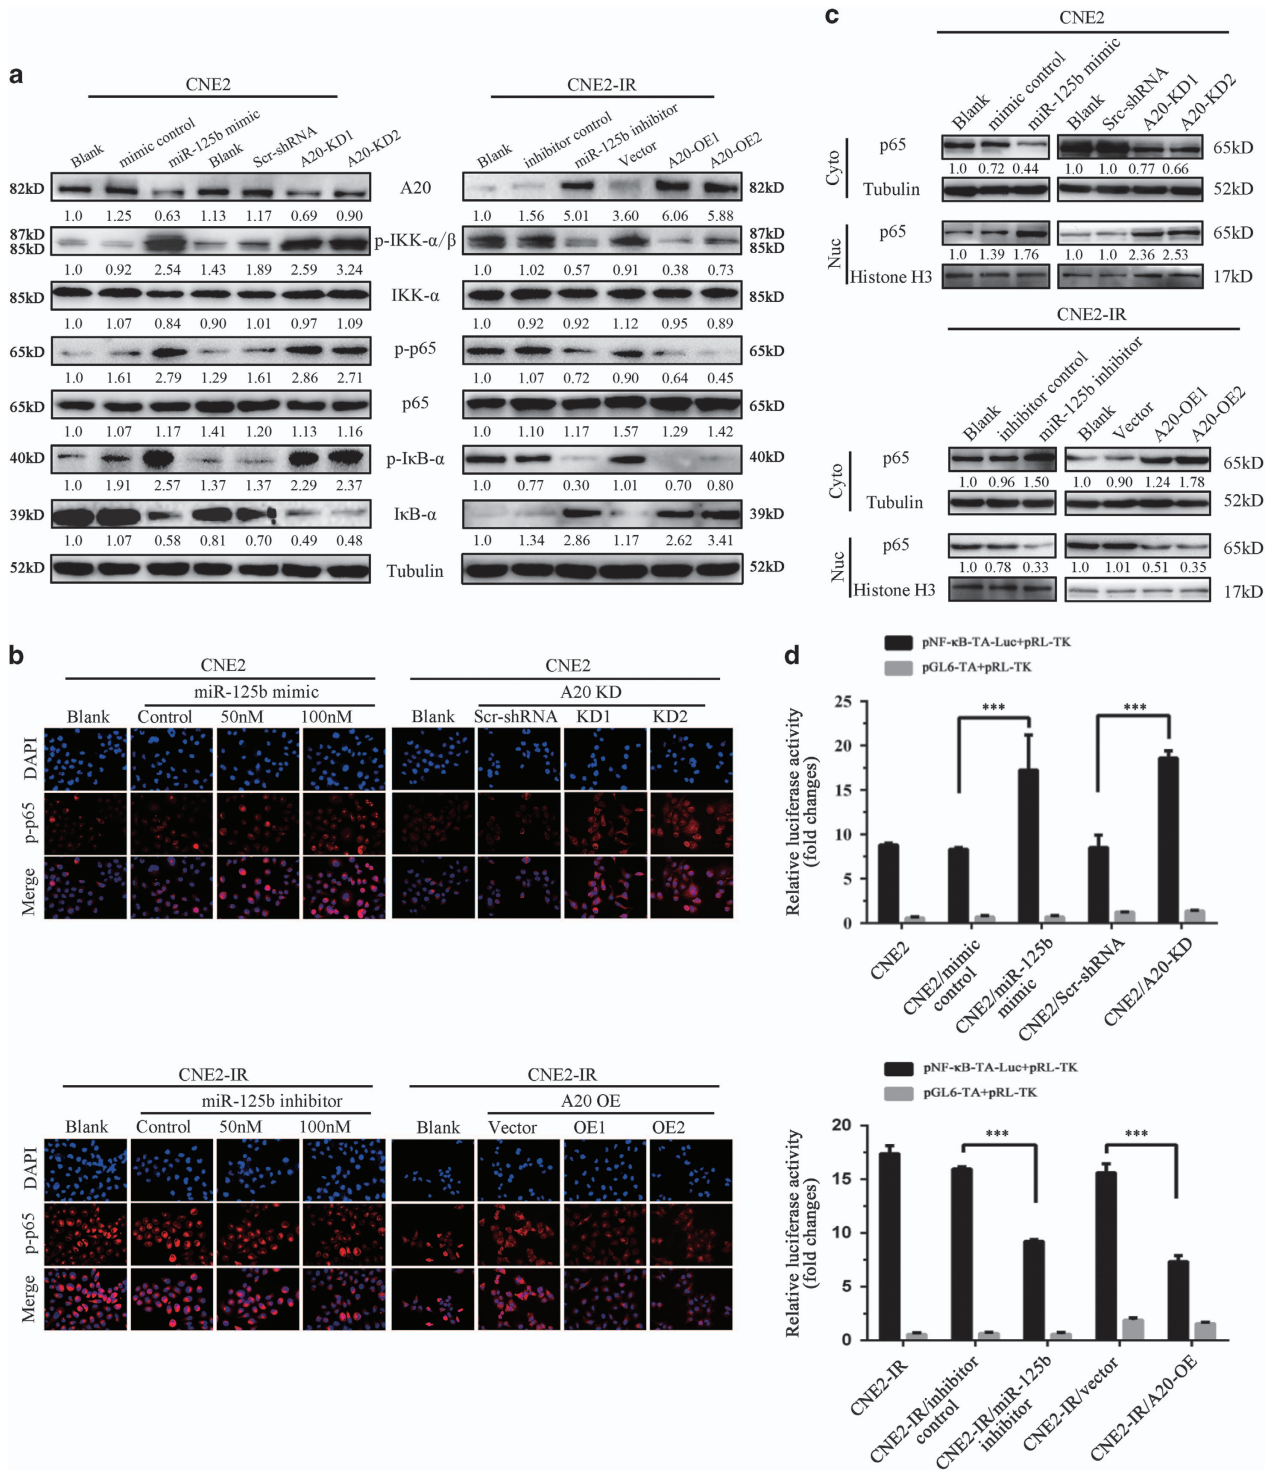 a
CNE2
Blank mimic control miR-125b mimic Blank Scr-shRNA A20-KD1 A20-KD2
CNE2-IR
Blank inhibitor control miR-125b inhibitor Vector A20-OE1 A20-OE2
82kD A20 82kD
1.0 1.25 0.63 1.13 1.17 0.69 0.90 1.0 1.56 5.01 3.60 6.06 5.88
87kD 87kD
85kD p-IKK-α/β 85kD
1.0 0.92 2.54 1.43 1.89 2.59 3.24 1.0 1.02 0.57 0.91 0.38 0.73
85kD IKK-α 85kD
1.0 1.07 0.84 0.90 1.01 0.97 1.09 1.0 0.92 0.92 1.12 0.95 0.89
65kD p-p65 65kD
1.0 1.61 2.79 1.29 1.61 2.86 2.71 1.0 1.07 0.72 0.90 0.64 0.45
65kD p65 65kD
1.0 1.07 1.17 1.41 1.20 1.13 1.16 1.0 1.10 1.17 1.57 1.29 1.42
40kD p-IκB-α 40kD
1.0 1.91 2.57 1.37 1.37 2.29 2.37 1.0 0.77 0.30 1.01 0.70 0.80
39kD IκB-α 39kD
1.0 1.07 0.58 0.81 0.70 0.49 0.48 1.0 1.34 2.86 1.17 2.62 3.41
52kD Tubulin 52kD
c
CNE2
Blank mimic control miR-125b mimic Blank Src-shRNA A20-KD1 A20-KD2
Cyto
p65 65kD
1.0 0.72 0.44 1.0 1.0 0.77 0.66
Tubulin 52kD
Nuc
p65 65kD
1.0 1.39 1.76 1.0 1.0 2.36 2.53
Histone H3 17kD
CNE2-IR
Blank inhibitor control miR-125b inhibitor Blank Vector A20-OE1 A20-OE2
Cyto
p65 65kD
1.0 0.96 1.50 1.0 0.90 1.24 1.78
Tubulin 52kD
Nuc
p65 65kD
1.0 0.78 0.33 1.0 1.01 0.51 0.35
Histone H3 17kD
b
CNE2 CNE2
miR-125b mimic A20 KD
Blank Control 50nM 100nM Blank Scr-shRNA KD1 KD2
DAPI
p-p65
Merge
CNE2-IR CNE2-IR
miR-125b inhibitor A20 OE
Blank Control 50nM 100nM Blank Vector OE1 OE2
DAPI
p-p65
Merge
d
pNF-κB-TA-Luc+pRL-TK
pGL6-TA+pRL-TK
Relative luciferase activity
(fold changes)
25
20
15
10
5
0
*** ***
CNE2
CNE2/mimic
control
CNE2/miR-125b
mimic
CNE2/Scr-shRNA
CNE2/A20-KD
pNF-κB-TA-Luc+pRL-TK
pGL6-TA+pRL-TK
Relative luciferase activity
(fold changes)
20
15
10
5
0
*** ***
CNE2-IR
CNE2-IR/inhibitor
control
CNE2-IR/miR-125b
inhibitor
CNE2-IR/vector
CNE2-IR/A20-OE